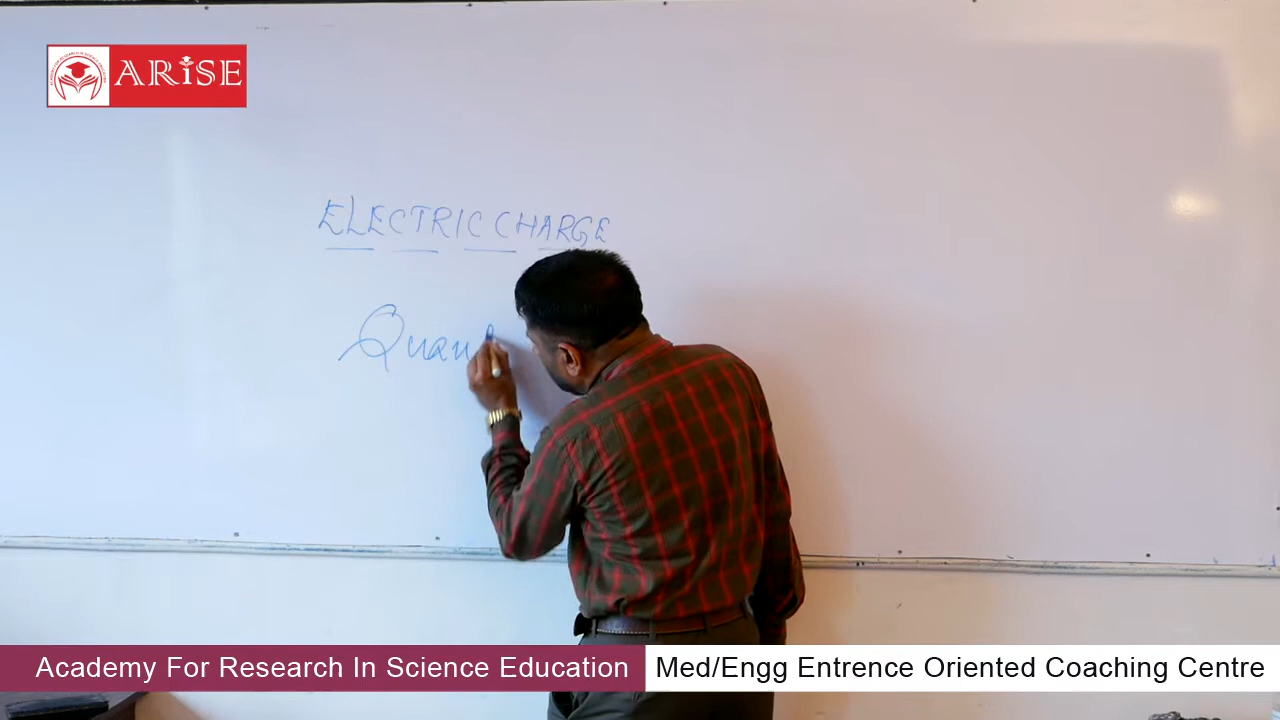 ARiSE
ELECTRIC CHARGE
Quan
Academy For Research In Science Education
Med/Engg Entrence Oriented Coaching Centre